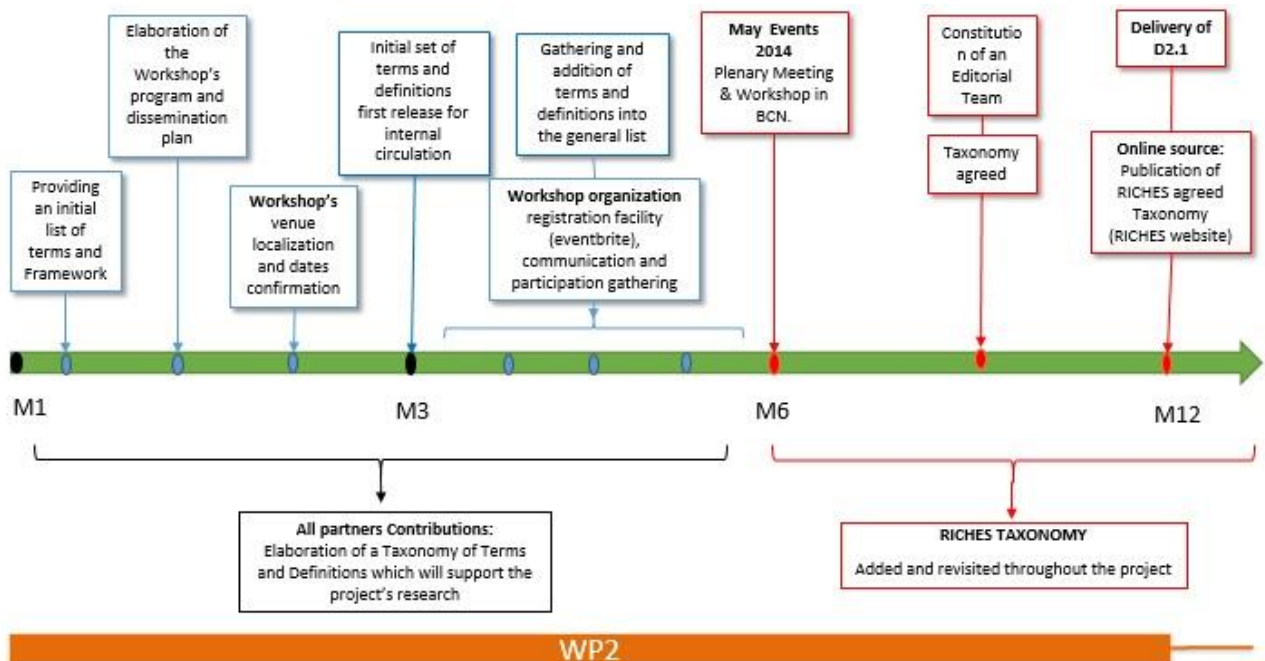 Providing
an initial
list of
terms and
Framework
Elaboration of
the
Workshop's
program and
dissemination
plan
Workshop's
venue
localization
and dates
confirmation
Initial set of
terms and
definitions
first release for
internal
circulation
Gathering and
addition of
terms and
definitions into
the general list
Workshop organization
registration facility
(eventbrite),
communication and
participation gathering
May Events
2014
Plenary Meeting
& Workshop in
BCN.
Constitutio
n of an
Editorial
Team
Taxonomy
agreed
Delivery of
D2.1
Online source:
Publication of
RICHES agreed
Taxonomy
(RICHES website)
M1
M3
M6
M12
All partners Contributions:
Elaboration of a Taxonomy of Terms
and Definitions which will support the
project's research
RICHES TAXONOMY
Added and revisited throughout the project
WP2